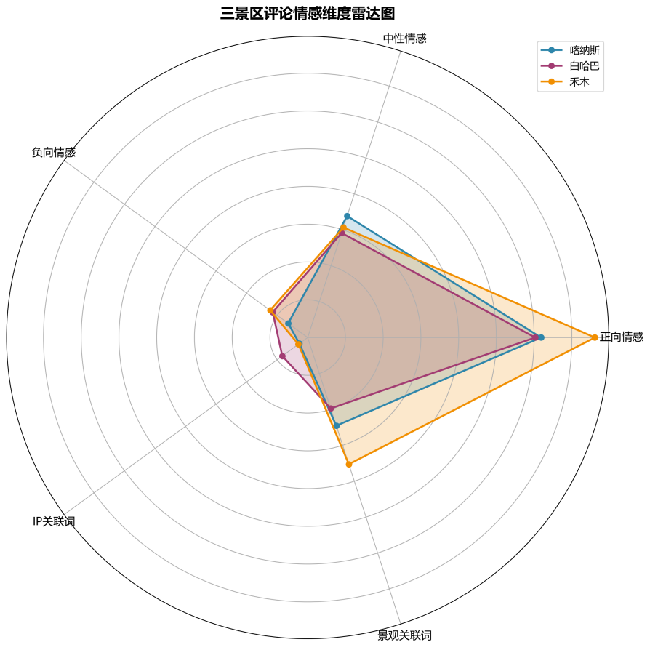 三景区评论情感维度雷达图
中性情感
喀纳斯
白哈巴
禾木
负向情感
正向情感
IP关联词
景观关联词